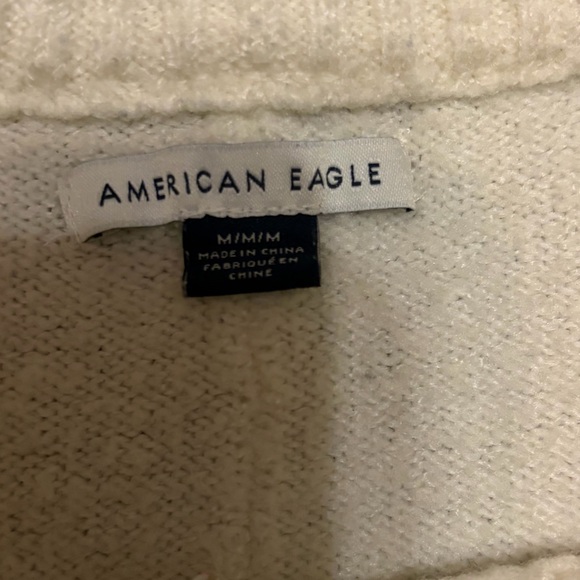 AMERICAN EAGLE
M/M/M
MADE IN CHINA
FABRIQUÉ EN
CHINE